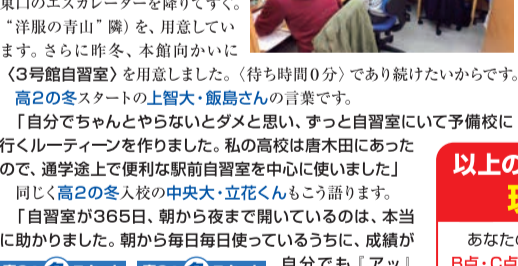 東口のエスカレーターを降りてすぐ。
“洋服の青山”隣）を、用意してい
ます。さらに昨冬、本館向かいに
〈3号館自習室〉を用意しました。〈待ち時間0分〉であり続けたいからです。
高2の冬スタートの上智大・飯島さんの言葉です。
「自分でちゃんとやらないとダメと思い、ずっと自習室にいて予備校に
行くルーティーンを作りました。私の高校は唐木田にあった
ので、通学途上で便利な駅前自習室を中心に使いました」
同じく高2の冬入校の中央大・立花くんもこう語ります。
「自習室が365日、朝から夜まで開いているのは、本当
に助かりました。朝から毎日毎日使っているうちに、成績が
自分でも『アッ』
以上の
あなたの
B点・C点